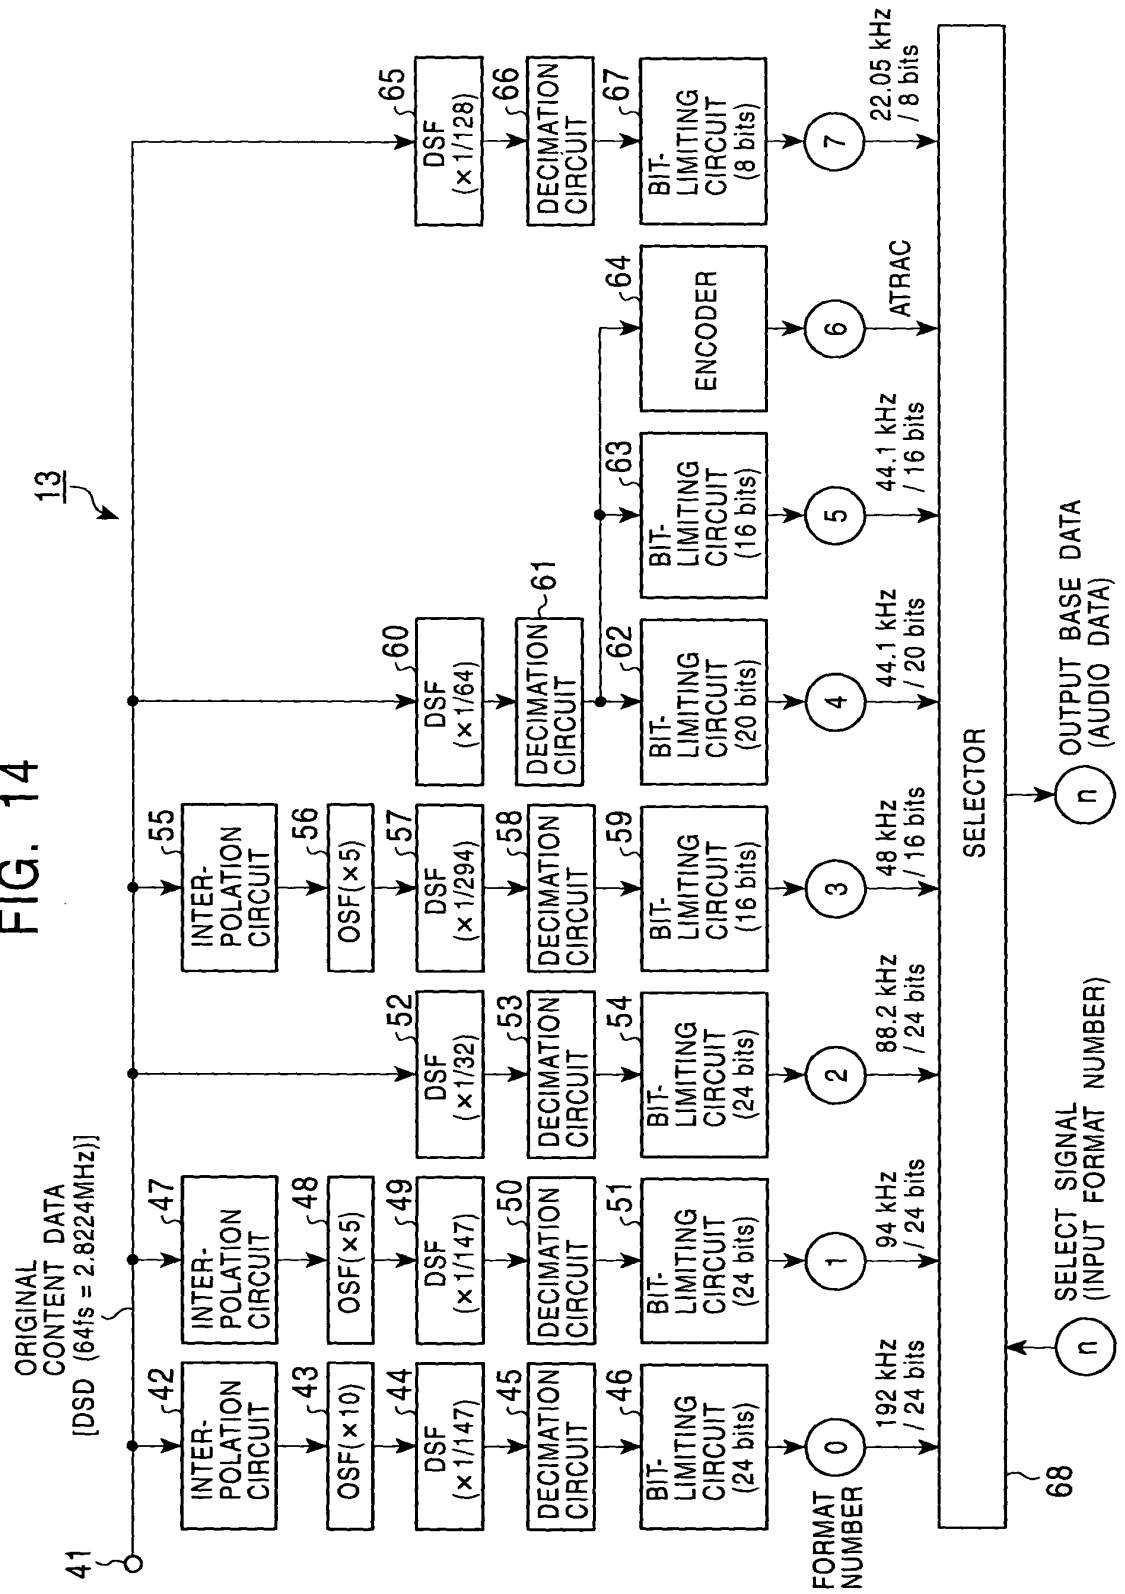 FIG. 14
13
ORIGINAL
CONTENT DATA
[DSD (64fs = 2.8224MHz)]
41
42
INTER-
POLATION
CIRCUIT
43
OSF(×10)
44
DSF
(×1/147)
45
DECIMATION
CIRCUIT
46
BIT-
LIMITING
CIRCUIT
(24 bits)
FORMAT
NUMBER
0
192 kHz
/ 24 bits
47
INTER-
POLATION
CIRCUIT
48
OSF(×5)
49
DSF
(×1/147)
50
DECIMATION
CIRCUIT
51
BIT-
LIMITING
CIRCUIT
(24 bits)
1
94 kHz
/ 24 bits
52
DSF
(×1/32)
53
DECIMATION
CIRCUIT
54
BIT-
LIMITING
CIRCUIT
(24 bits)
2
88.2 kHz
/ 24 bits
55
INTER-
POLATION
CIRCUIT
56
OSF(×5)
57
DSF
(×1/294)
58
DECIMATION
CIRCUIT
59
BIT-
LIMITING
CIRCUIT
(16 bits)
3
48 kHz
/ 16 bits
60
DSF
(×1/64)
61
DECIMATION
CIRCUIT
62
BIT-
LIMITING
CIRCUIT
(20 bits)
4
44.1 kHz
/ 20 bits
63
BIT-
LIMITING
CIRCUIT
(16 bits)
5
44.1 kHz
/ 16 bits
64
ENCODER
6
ATRAC
65
DSF
(×1/128)
66
DECIMATION
CIRCUIT
67
BIT-
LIMITING
CIRCUIT
(8 bits)
7
22.05 kHz
/ 8 bits
SELECTOR
68
n
SELECT SIGNAL
(INPUT FORMAT NUMBER)
n
OUTPUT BASE DATA
(AUDIO DATA)